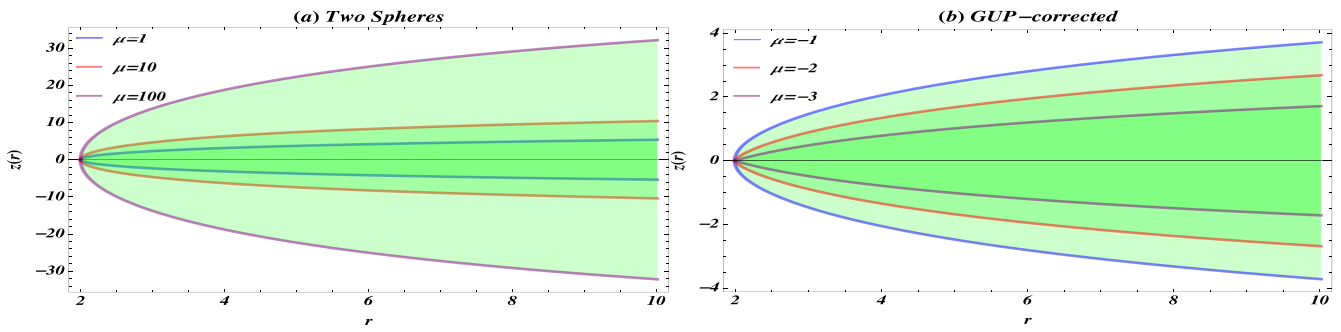 (a) Two Spheres
μ=1
μ=10
μ=100
z(r)
30
20
10
0
−10
−20
−30
2 4 6 8 10
r
(b) GUP−corrected
μ=−1
μ=−2
μ=−3
z(r)
4
2
0
−2
−4
2 4 6 8 10
r